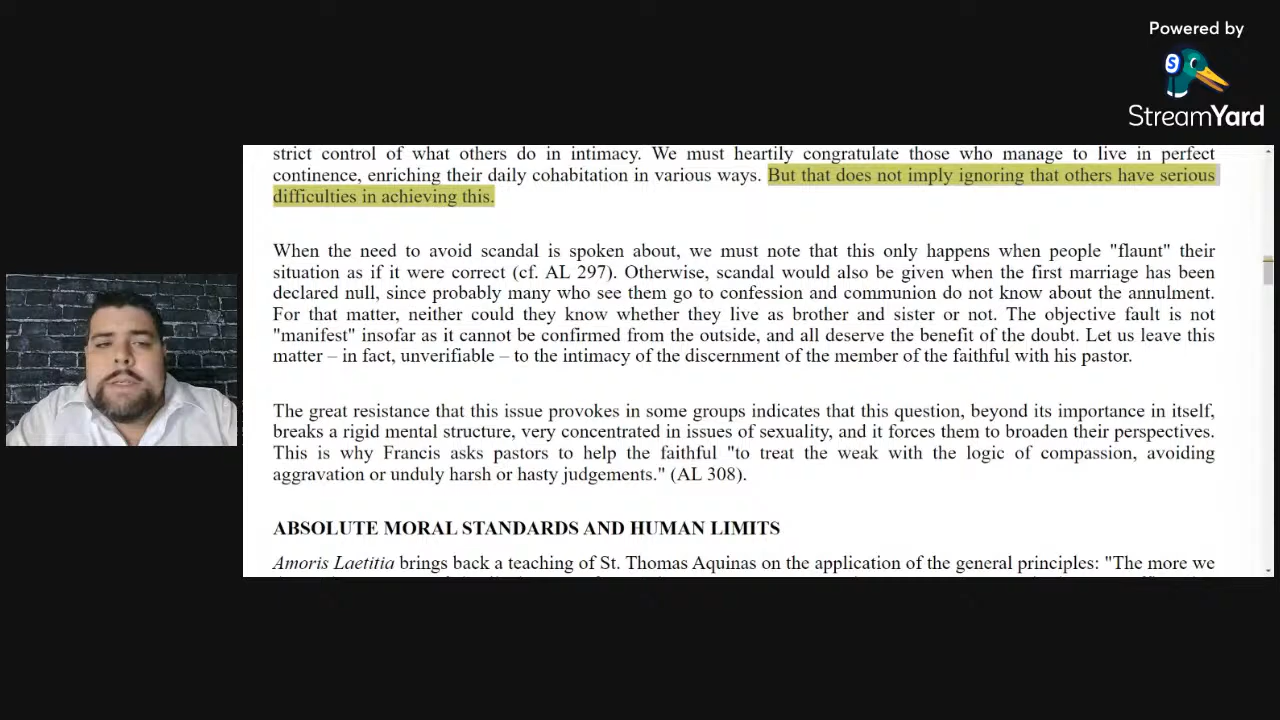 Powered by
S
StreamYard
strict control of what others do in intimacy. We must heartily congratulate those who manage to live in perfect
continence, enriching their daily cohabitation in various ways. But that does not imply ignoring that others have serious
difficulties in achieving this.
When the need to avoid scandal is spoken about, we must note that this only happens when people "flaunt" their
situation as if it were correct (cf. AL 297). Otherwise, scandal would also be given when the first marriage has been
declared null, since probably many who see them go to confession and communion do not know about the annulment.
For that matter, neither could they know whether they live as brother and sister or not. The objective fault is not
"manifest" insofar as it cannot be confirmed from the outside, and all deserve the benefit of the doubt. Let us leave this
matter – in fact, unverifiable – to the intimacy of the discernment of the member of the faithful with his pastor.
The great resistance that this issue provokes in some groups indicates that this question, beyond its importance in itself,
breaks a rigid mental structure, very concentrated in issues of sexuality, and it forces them to broaden their perspectives.
This is why Francis asks pastors to help the faithful "to treat the weak with the logic of compassion, avoiding
aggravation or unduly harsh or hasty judgements." (AL 308).
ABSOLUTE MORAL STANDARDS AND HUMAN LIMITS
Amoris Laetitia brings back a teaching of St. Thomas Aquinas on the application of the general principles: "The more we